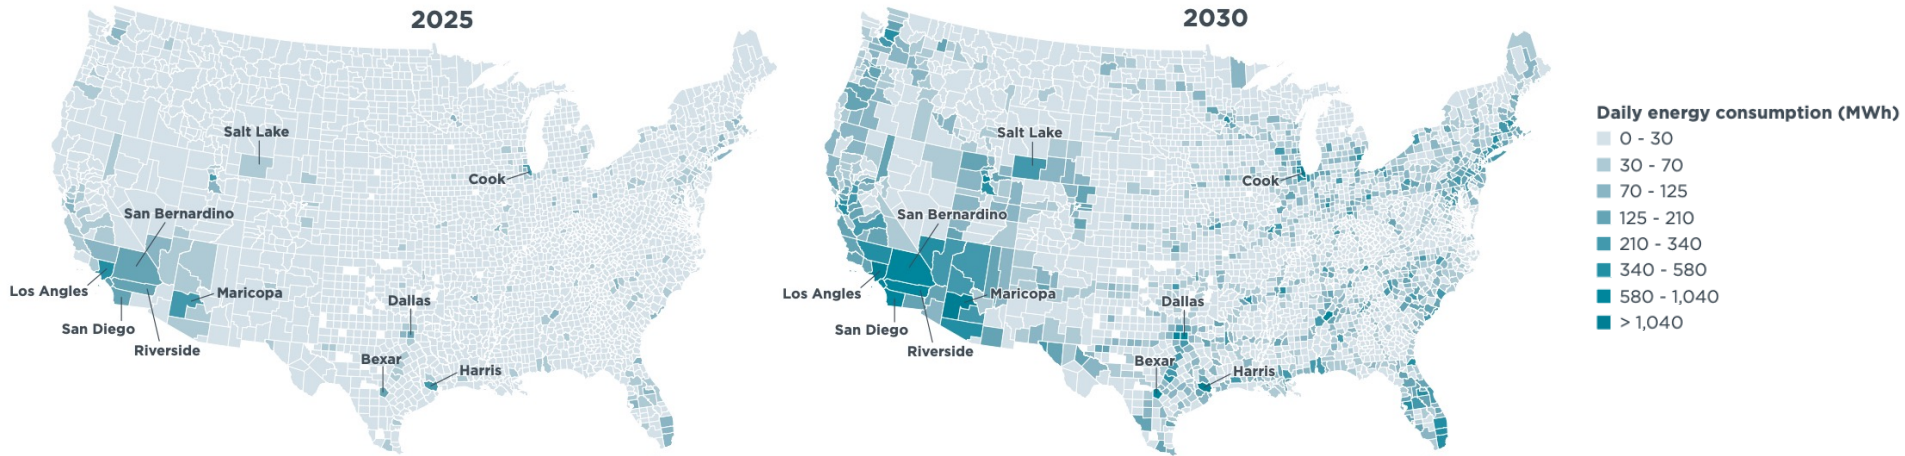 2025
Salt Lake
Cook
San Bernardino
Los Angles
Maricopa
Dallas
San Diego
Riverside
Bexar
Harris
2030
Salt Lake
Cook
San Bernardino
Los Angles
Maricopa
Dallas
San Diego
Riverside
Bexar
Harris
Daily energy consumption (MWh)
0 - 30
30 - 70
70 - 125
125 - 210
210 - 340
340 - 580
580 - 1,040
> 1,040